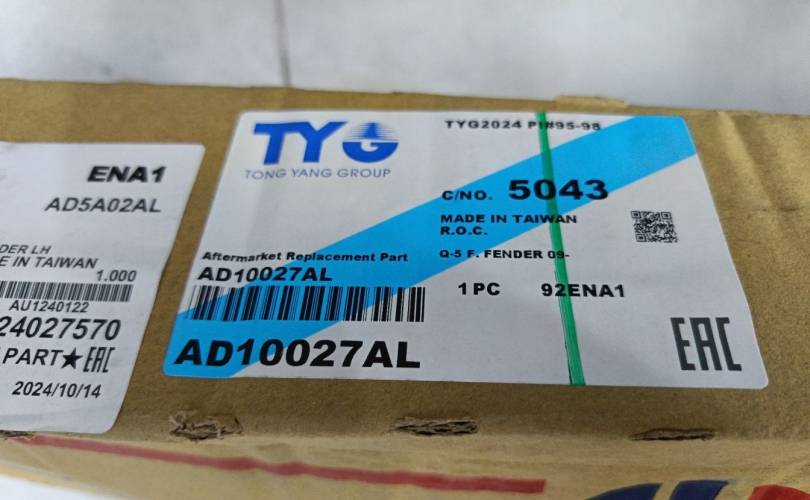 ENA1
AD5A02AL
DER LH
E IN TAIWAN
1.000
AU1240122
24027570
PART★EAC
2024/10/14
TYG
TONG YANG GROUP
TYG2024 PI#95-98
C/NO. 5043
MADE IN TAIWAN
R.O.C.
Aftermarket Replacement Part
AD10027AL
Q-5 F. FENDER 09-
1 PC 92ENA1
AD10027AL
EAC